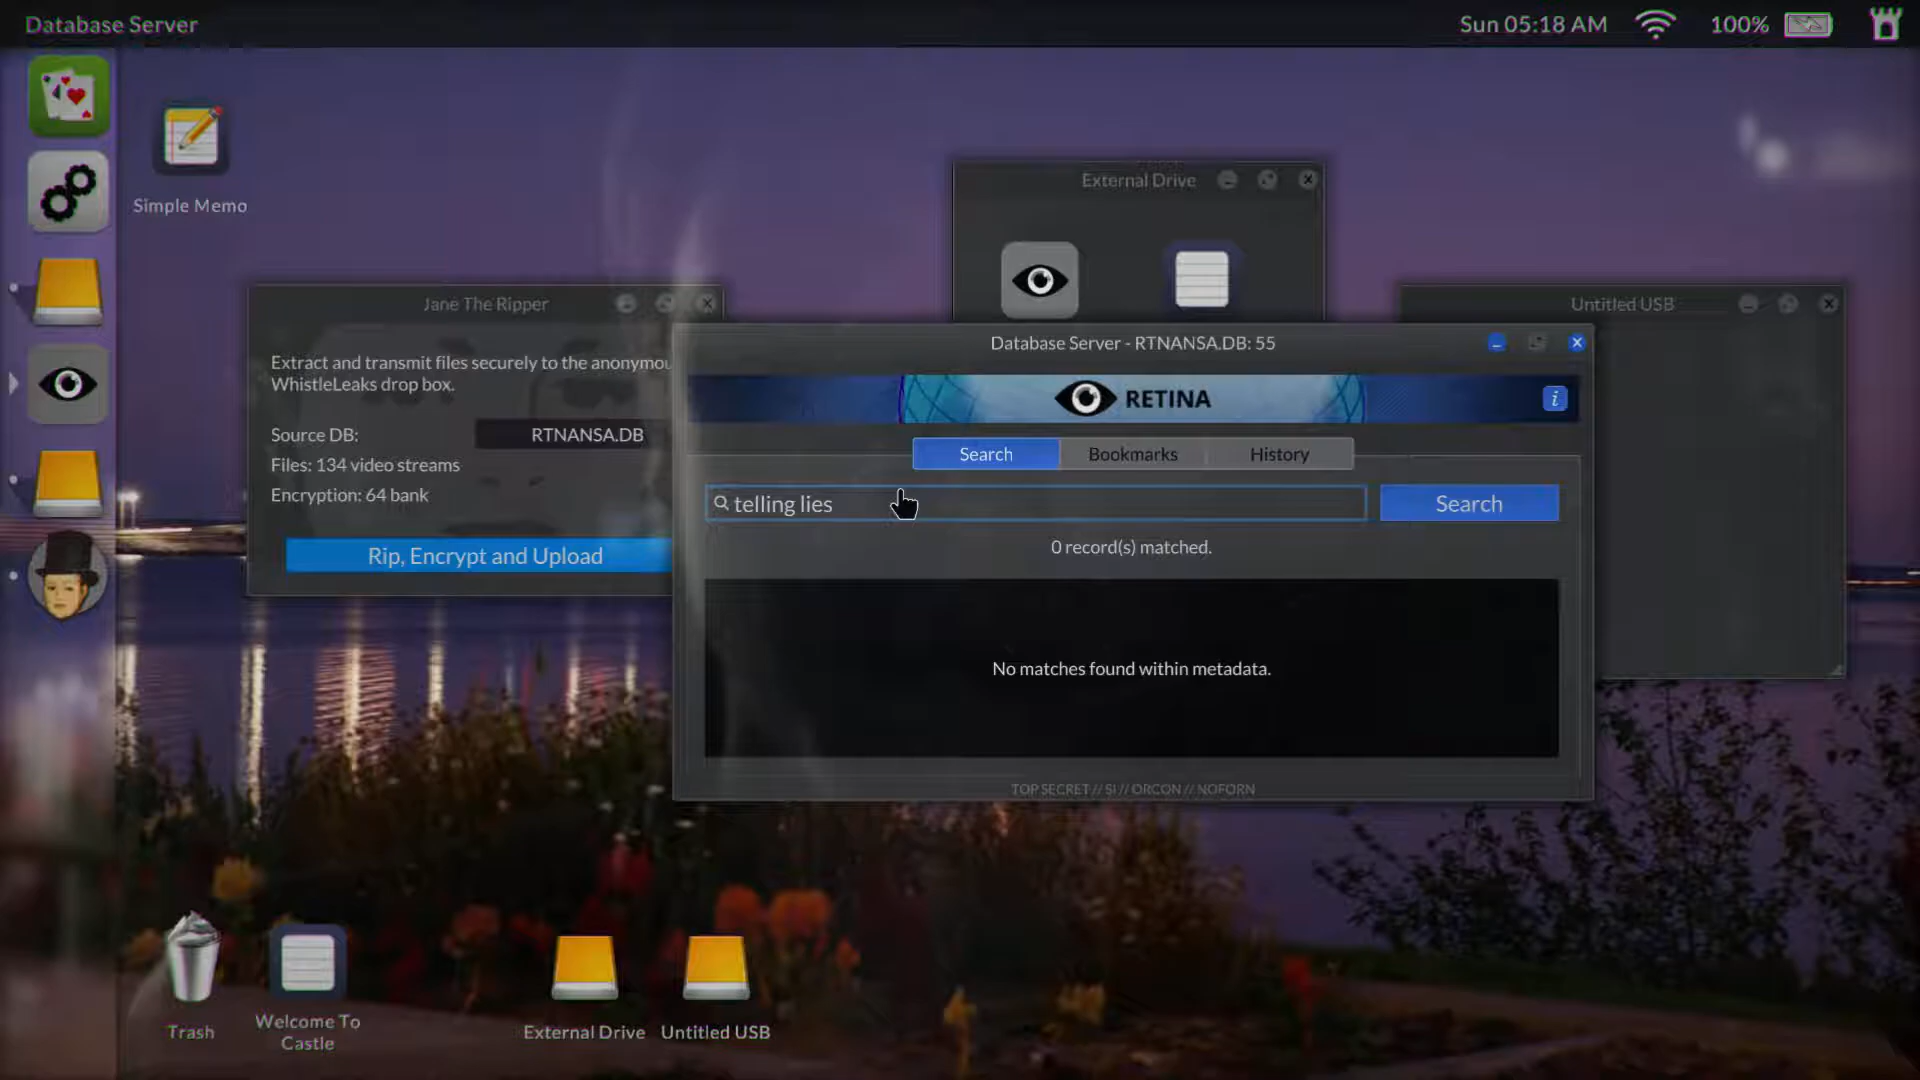 Database Server
Sun 05:18 AM
100%
Simple Memo
External Drive
Jane The Ripper
Untitled USB
Extract and transmit files securely to the anonymou
WhistleLeaks drop box.
Source DB: RTNANSA.DB
Files: 134 video streams
Encryption: 64 bank
Rip, Encrypt and Upload
Database Server - RTNANSA.DB: 55
RETINA
i
Search Bookmarks History
telling lies
Search
0 record(s) matched.
No matches found within metadata.
TOP SECRET // SI // ORCON // NOFORN
Trash
Welcome To
Castle
External Drive
Untitled USB